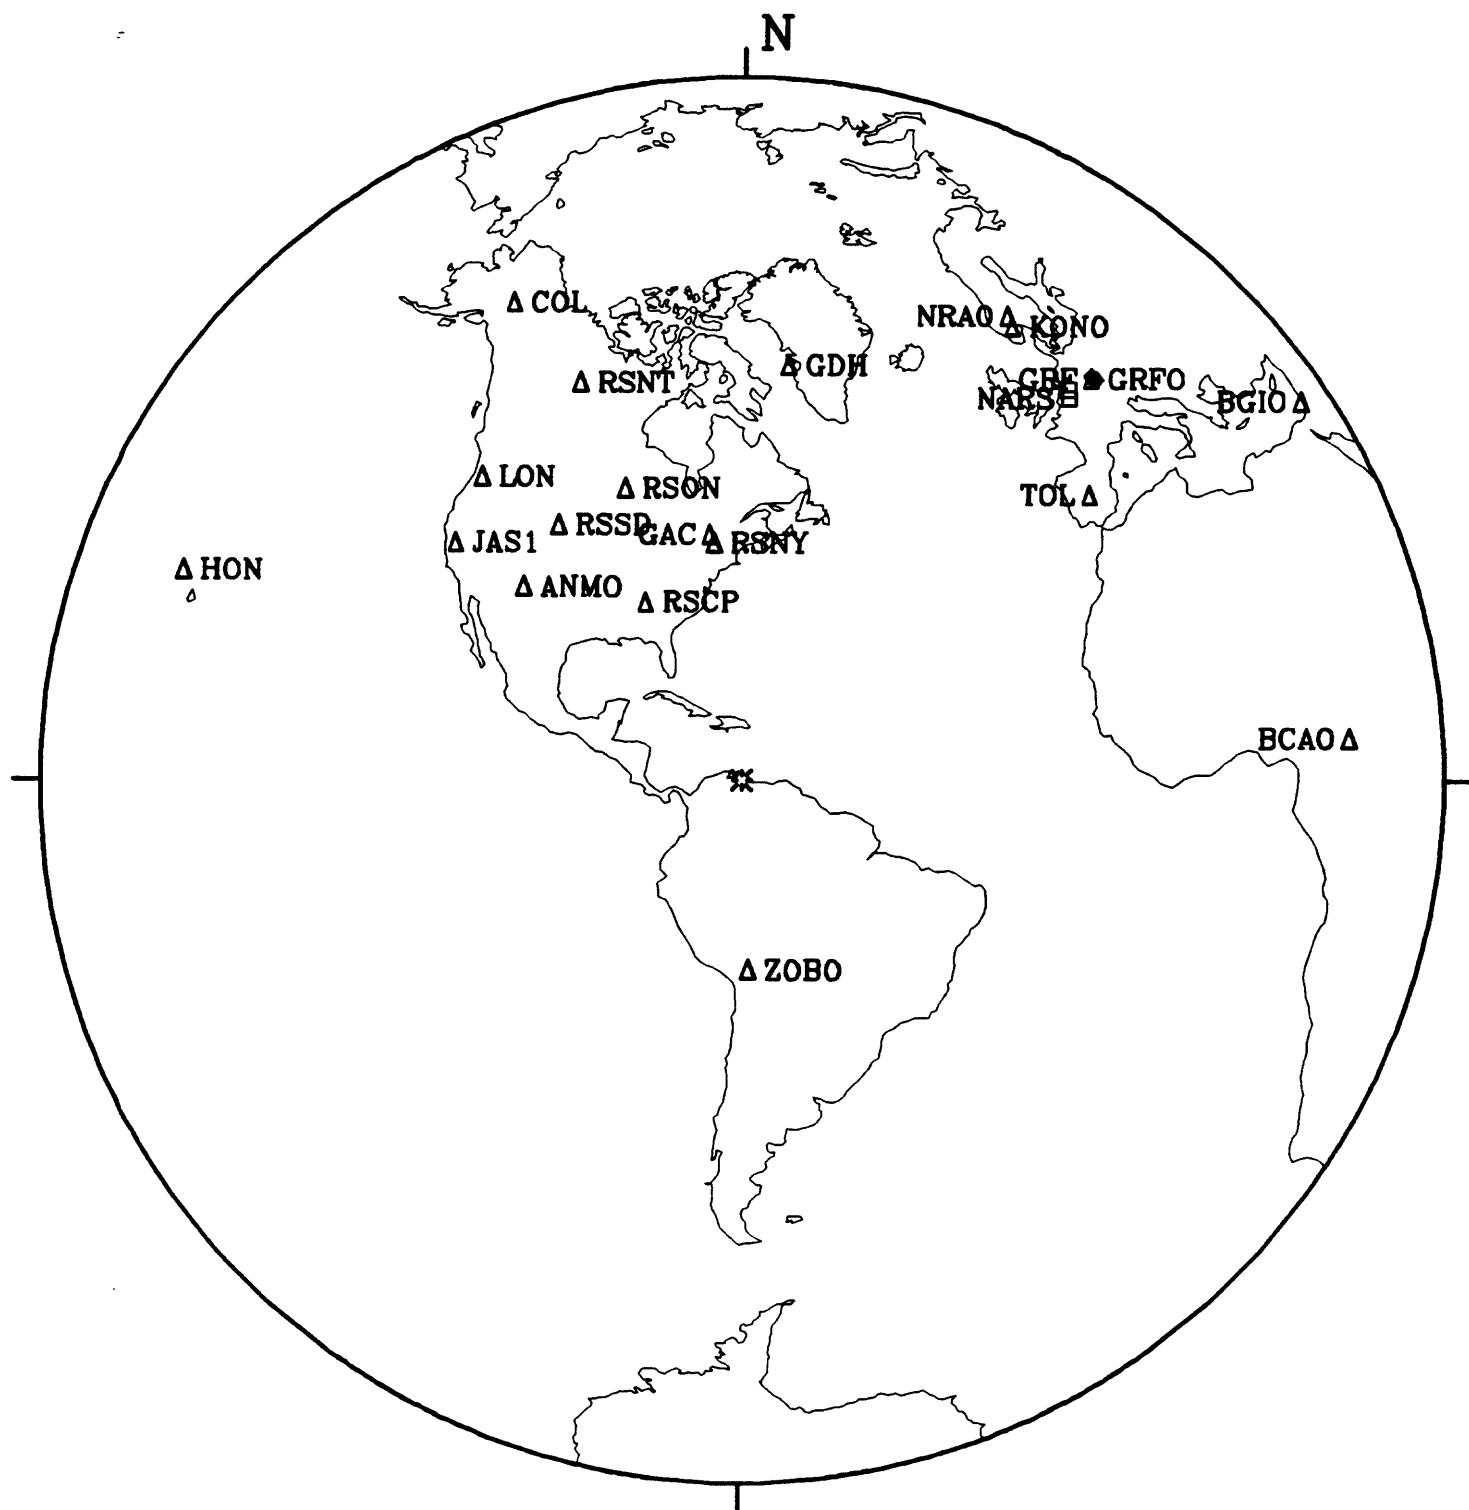 N
COL
NRAO
KONO
GDH
RSNT
GRF
GRFO
NARS
BGIO
LON
RSON
TOL
RSSD
GAC
RSNY
JAS1
HON
ANMO
RSCP
BCAO
ZOBO